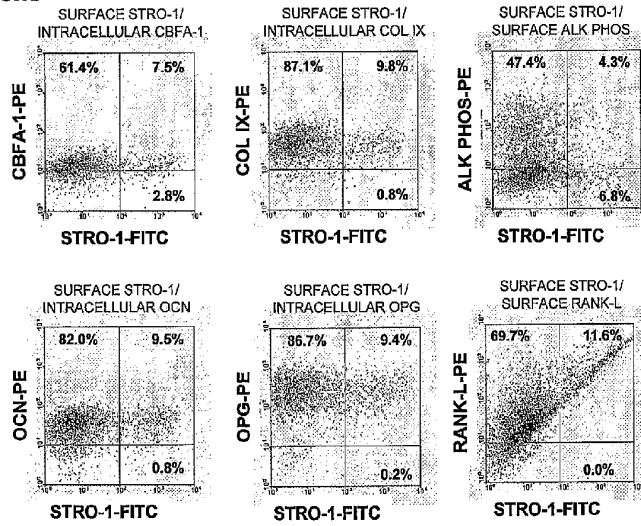 SURFACE STRO-1/
INTRACELLULAR CBFA-1
61.4% 7.5%
2.8%
CBFA-1-PE
STRO-1-FITC
SURFACE STRO-1/
INTRACELLULAR COL IX
87.1% 9.8%
0.8%
COL IX-PE
STRO-1-FITC
SURFACE STRO-1/
SURFACE ALK PHOS
47.4% 4.3%
6.8%
ALK PHOS-PE
STRO-1-FITC
SURFACE STRO-1/
INTRACELLULAR OCN
82.0% 9.5%
0.8%
OCN-PE
STRO-1-FITC
SURFACE STRO-1/
INTRACELLULAR OPG
86.7% 9.4%
0.2%
OPG-PE
STRO-1-FITC
SURFACE STRO-1/
SURFACE RANK-L
69.7% 11.6%
0.0%
RANK-L-PE
STRO-1-FITC